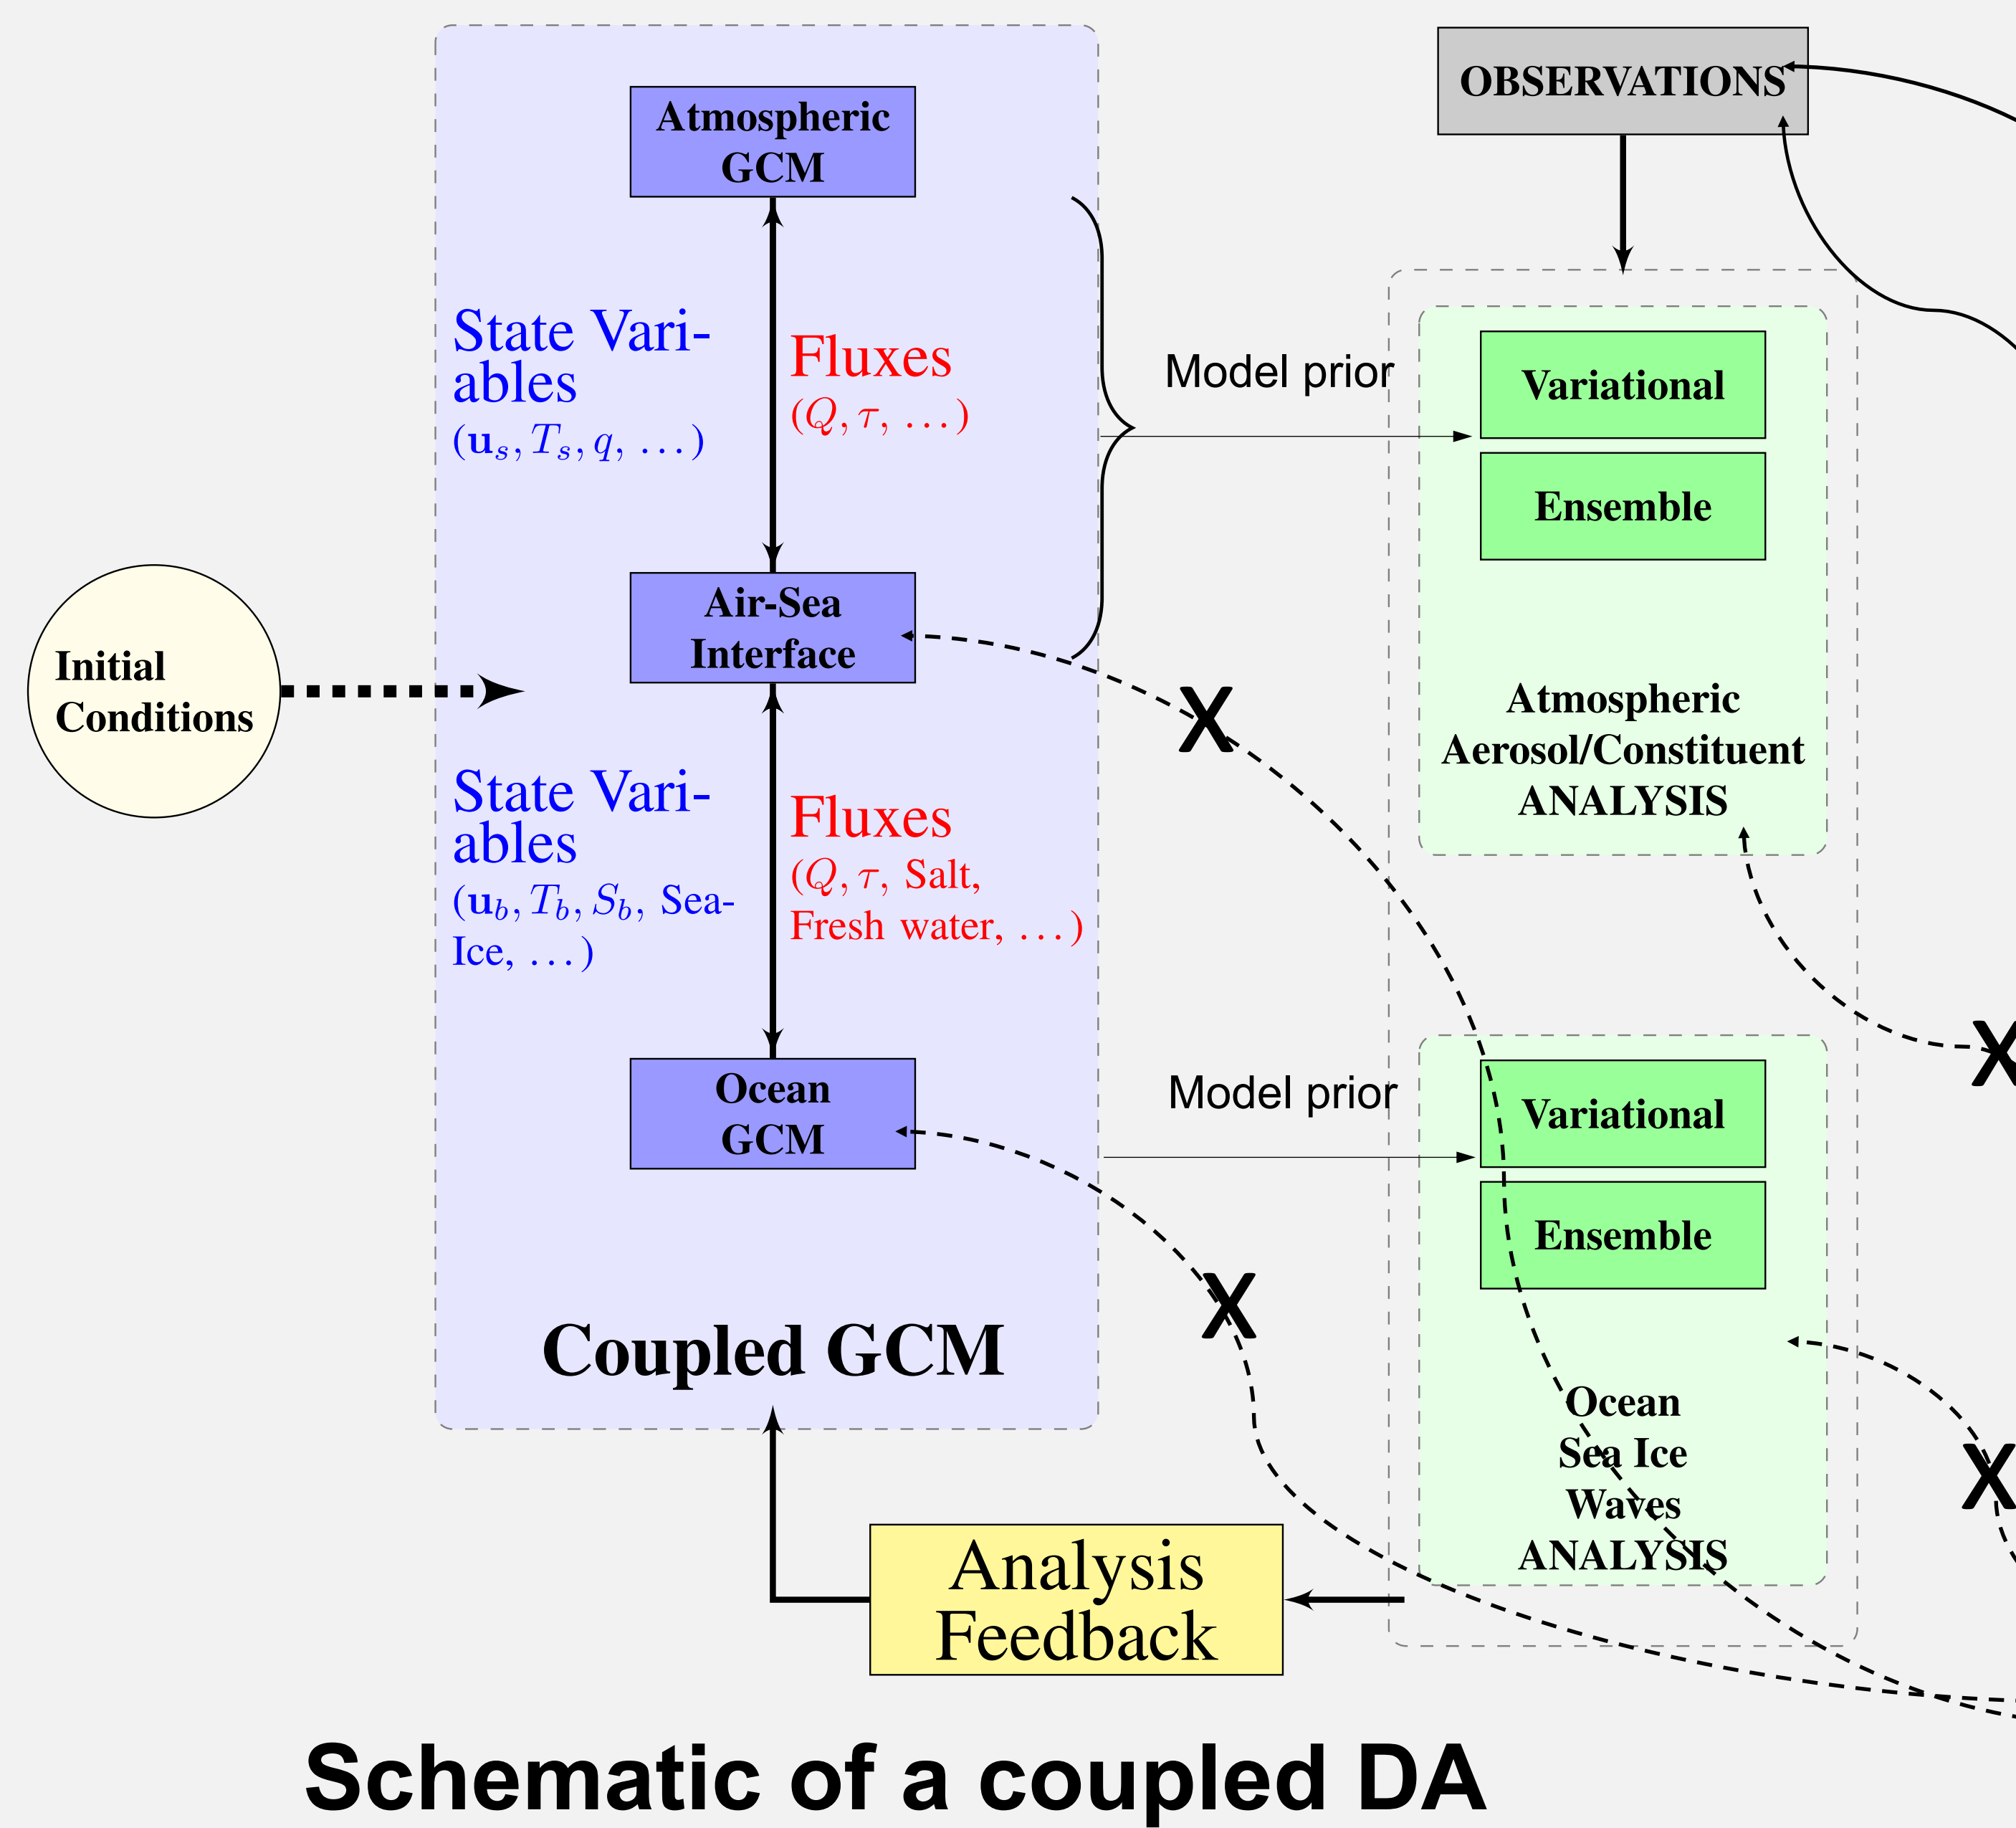 Atmospheric
GCM
OBSERVATIONS
State Vari-
ables
(u_s, T_s, q, ...)
Fluxes
(Q, τ, ...)
Model prior
Variational
Ensemble
Air-Sea
Interface
Initial
Conditions
X
Atmospheric
Aerosol/Constituent
ANALYSIS
State Vari-
ables
(u_b, T_b, S_b, Sea-
Ice, ...)
Fluxes
(Q, τ, Salt,
Fresh water, ...)
X
Ocean
GCM
Model prior
Variational
Ensemble
X
Coupled GCM
Ocean
Sea Ice
Waves
ANALYSIS
X
Analysis
Feedback
Schematic of a coupled DA